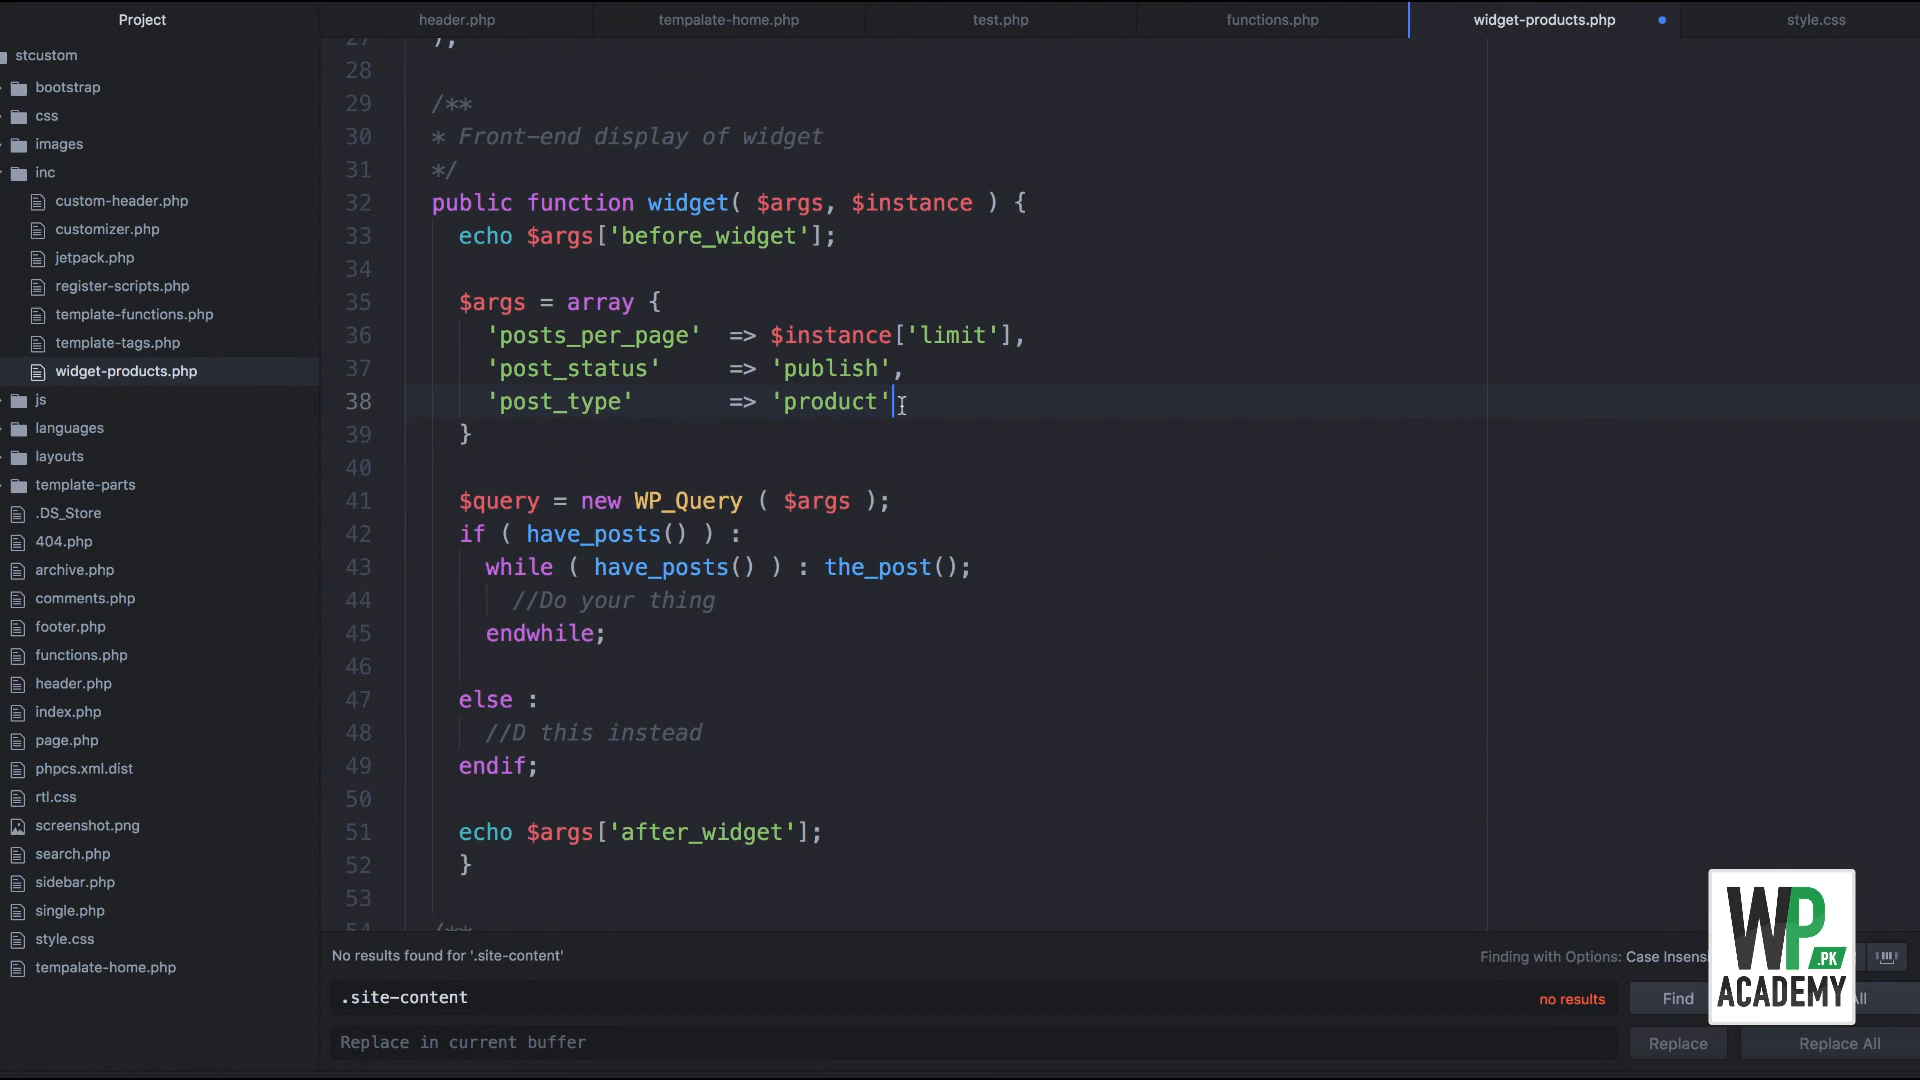 Project
header.php
tempalate-home.php
test.php
functions.php
widget-products.php
style.css
stcustom
bootstrap
css
images
inc
custom-header.php
customizer.php
jetpack.php
register-scripts.php
template-functions.php
template-tags.php
widget-products.php
js
languages
layouts
template-parts
.DS_Store
404.php
archive.php
comments.php
footer.php
functions.php
header.php
index.php
page.php
phpcs.xml.dist
rtl.css
screenshot.png
search.php
sidebar.php
single.php
style.css
tempalate-home.php
27 );
28
29 /**
30 * Front-end display of widget
31 */
32 public function widget( $args, $instance ) {
33 echo $args['before_widget'];
34
35 $args = array {
36 'posts_per_page' => $instance['limit'],
37 'post_status' => 'publish',
38 'post_type' => 'product'
39 }
40
41 $query = new WP_Query ( $args );
42 if ( have_posts() ) :
43 while ( have_posts() ) : the_post();
44 //Do your thing
45 endwhile;
46
47 else :
48 //D this instead
49 endif;
50
51 echo $args['after_widget'];
52 }
53
54 /**
No results found for '.site-content'
Finding with Options: Case Insensi
.site-content
no results
Find
All
Replace in current buffer
Replace
Replace All
WP
.PK
ACADEMY